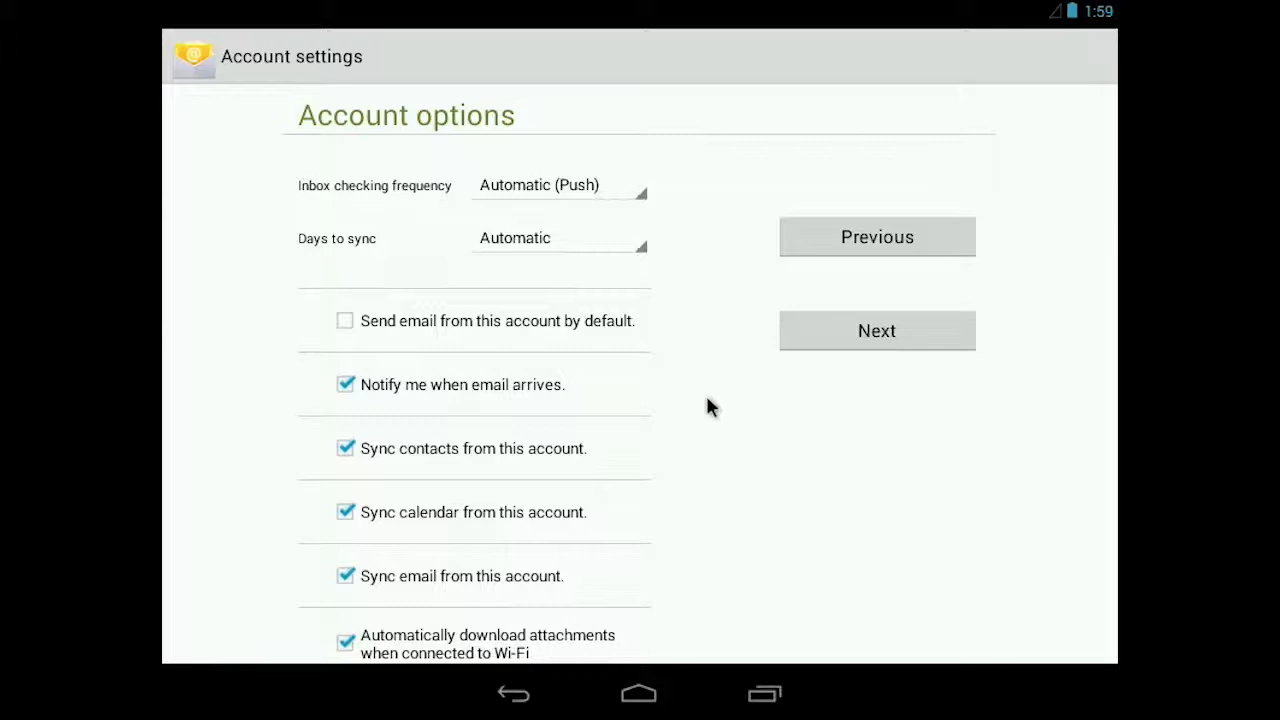 1:59
Account settings
Account options
Inbox checking frequency
Automatic (Push)
Days to sync
Automatic
Previous
Next
Send email from this account by default.
Notify me when email arrives.
Sync contacts from this account.
Sync calendar from this account.
Sync email from this account.
Automatically download attachments
when connected to Wi-Fi